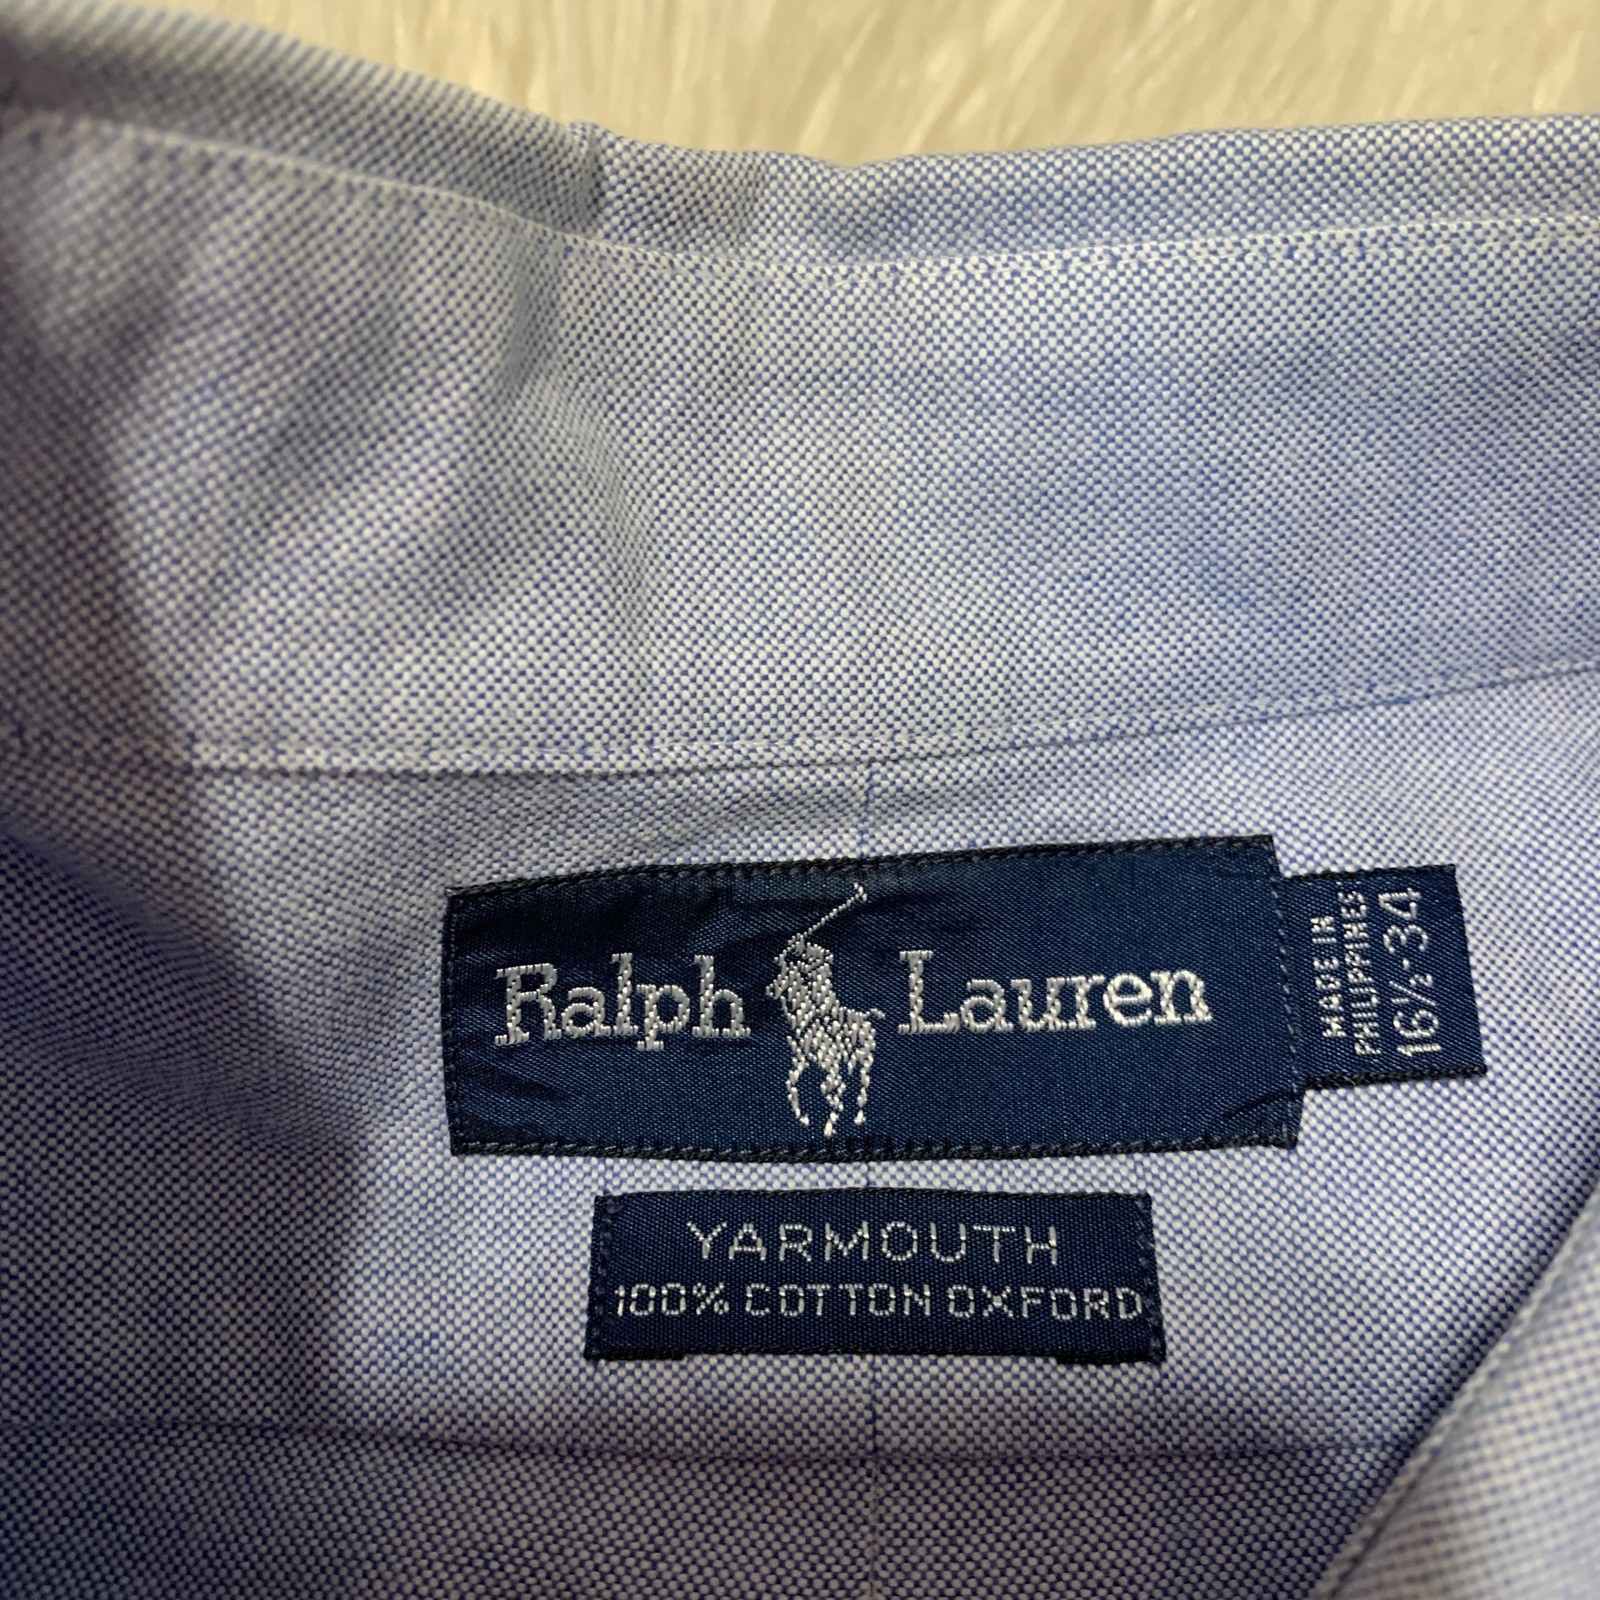 Ralph Lauren
MADE IN
PHILIPPINES
16½-34
YARMOUTH
100% COTTON OXFORD